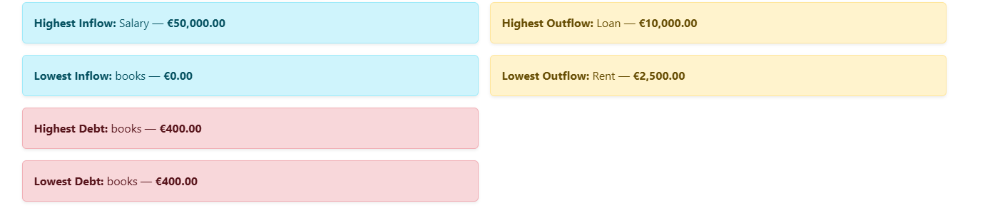 Highest Inflow: Salary — €50,000.00
Highest Outflow: Loan — €10,000.00
Lowest Inflow: books — €0.00
Lowest Outflow: Rent — €2,500.00
Highest Debt: books — €400.00
Lowest Debt: books — €400.00